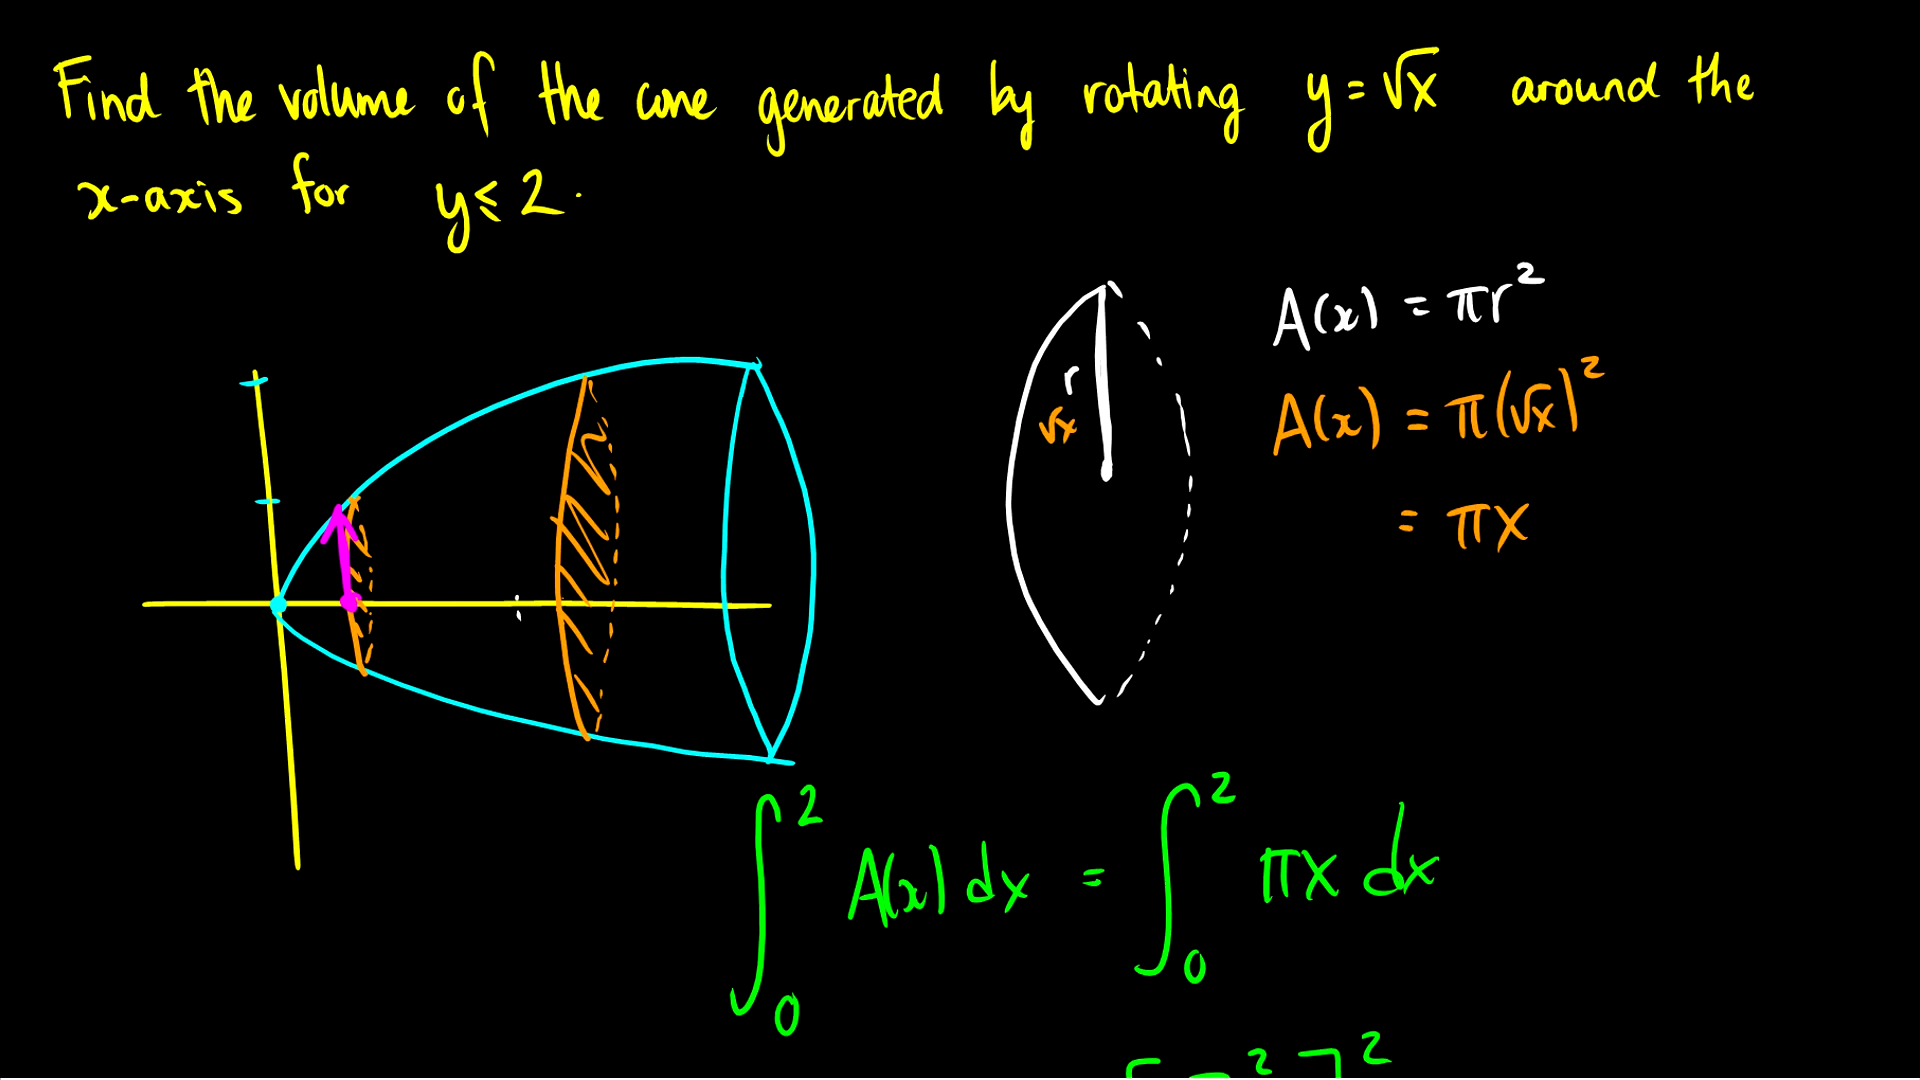 Find the volume of the cone generated by rotating y = √x around the
x-axis for y ≤ 2.
A(x) = πr²
r
√x
A(x) = π(√x)²
= πx
∫₀² A(x) dx = ∫₀² πx dx